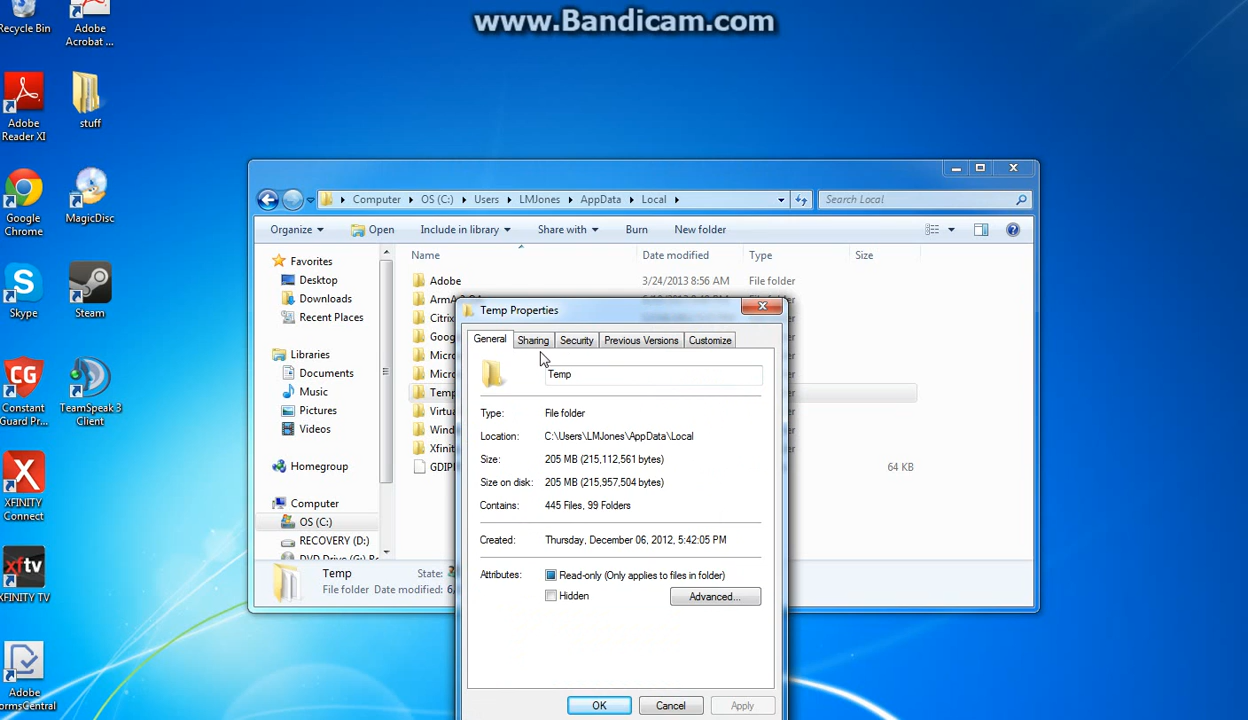 www.Bandicam.com
Recycle Bin
Adobe
Acrobat ...
Adobe
Reader XI
stuff
Google
Chrome
MagicDisc
Skype
Steam
Constant
Guard Pr...
TeamSpeak 3
Client
XFINITY
Connect
XFINITY TV
Adobe
FormsCentral
Computer
OS (C:)
Users
LMJones
AppData
Local
Search Local
Organize
Open
Include in library
Share with
Burn
New folder
Favorites
Desktop
Downloads
Recent Places
Libraries
Documents
Music
Pictures
Videos
Homegroup
Computer
OS (C:)
RECOVERY (D:)
Name
Date modified
Type
Size
Adobe
3/24/2013 8:56 AM
File folder
Citrix
Temp
64 KB
Temp
State:
File folder
Date modified: 6/
Temp Properties
General
Sharing
Security
Previous Versions
Customize
Temp
Type:
File folder
Location:
C:\Users\LMJones\AppData\Local
Size:
205 MB (215,112,561 bytes)
Size on disk:
205 MB (215,957,504 bytes)
Contains:
445 Files, 99 Folders
Created:
Thursday, December 06, 2012, 5:42:05 PM
Attributes:
Read-only (Only applies to files in folder)
Hidden
Advanced...
OK
Cancel
Apply